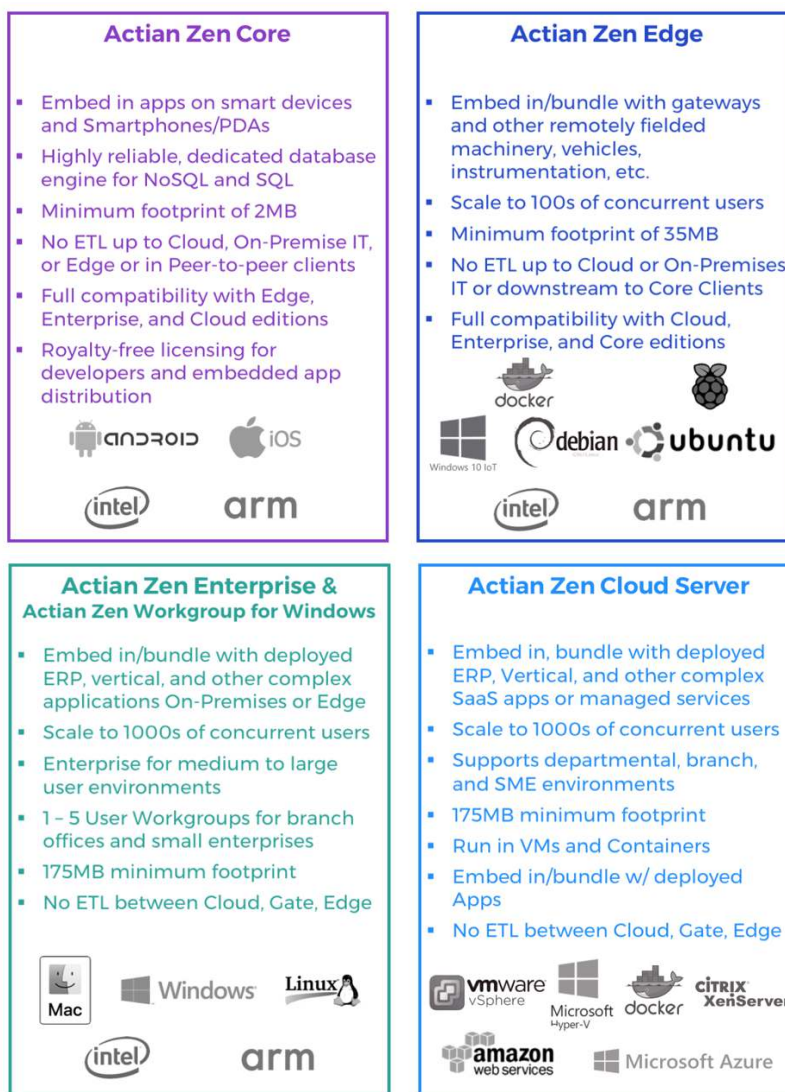 Actian Zen Core
▪ Embed in apps on smart devices
and Smartphones/PDAs
▪ Highly reliable, dedicated database
engine for NoSQL and SQL
▪ Minimum footprint of 2MB
▪ No ETL up to Cloud, On-Premise IT,
or Edge or in Peer-to-peer clients
▪ Full compatibility with Edge,
Enterprise, and Cloud editions
▪ Royalty-free licensing for
developers and embedded app
distribution
android
iOS
intel
arm
Actian Zen Edge
▪ Embed in/bundle with gateways
and other remotely fielded
machinery, vehicles,
instrumentation, etc.
▪ Scale to 100s of concurrent users
▪ Minimum footprint of 35MB
▪ No ETL up to Cloud or On-Premises
IT or downstream to Core Clients
▪ Full compatibility with Cloud,
Enterprise, and Core editions
docker
Windows 10 IoT
debian
ubuntu
intel
arm
Actian Zen Enterprise &
Actian Zen Workgroup for Windows
▪ Embed in/bundle with deployed
ERP, vertical, and other complex
applications On-Premises or Edge
▪ Scale to 1000s of concurrent users
▪ Enterprise for medium to large
user environments
▪ 1 – 5 User Workgroups for branch
offices and small enterprises
▪ 175MB minimum footprint
▪ No ETL between Cloud, Gate, Edge
Mac
Windows
Linux
intel
arm
Actian Zen Cloud Server
▪ Embed in, bundle with deployed
ERP, Vertical, and other complex
SaaS apps or managed services
▪ Scale to 1000s of concurrent users
▪ Supports departmental, branch,
and SME environments
▪ 175MB minimum footprint
▪ Run in VMs and Containers
▪ Embed in/bundle w/ deployed
Apps
▪ No ETL between Cloud, Gate, Edge
vmware
vSphere
Microsoft
Hyper-V
docker
CİTRIX
XenServer
amazon
web services
Microsoft Azure